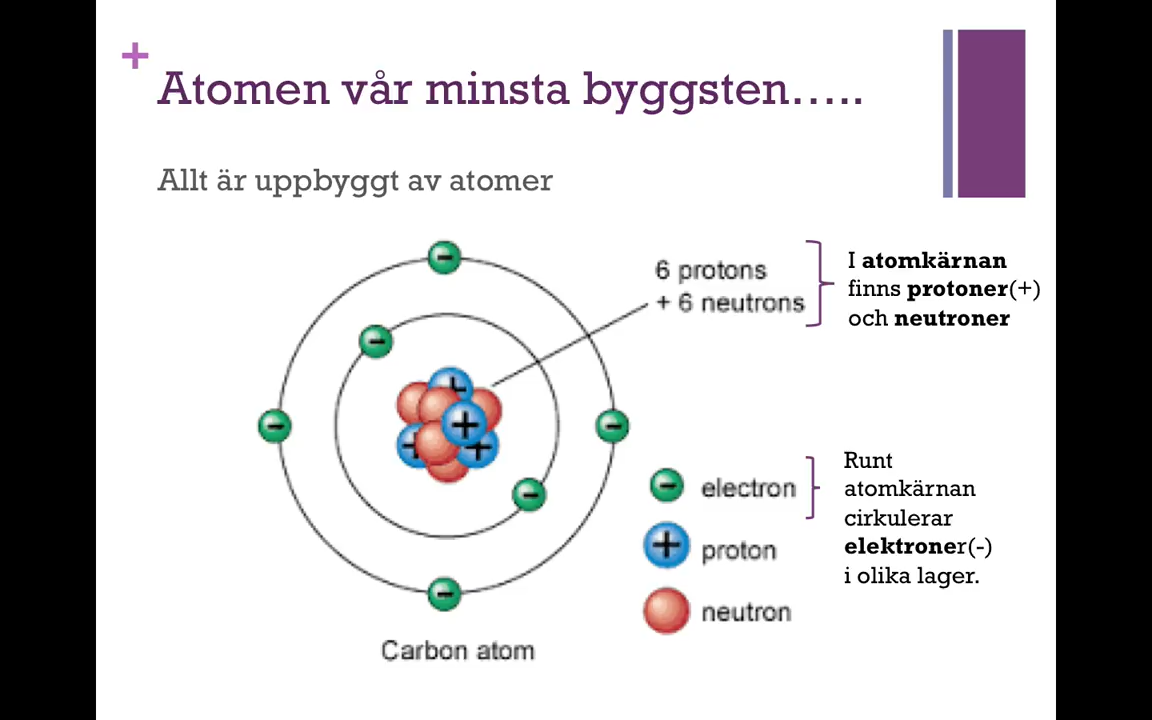 +
Atomen vår minsta byggsten.....
Allt är uppbyggt av atomer
6 protons
+ 6 neutrons
I atomkärnan
finns protoner(+)
och neutroner
electron
proton
neutron
Runt
atomkärnan
cirkulerar
elektroner(-)
i olika lager.
Carbon atom